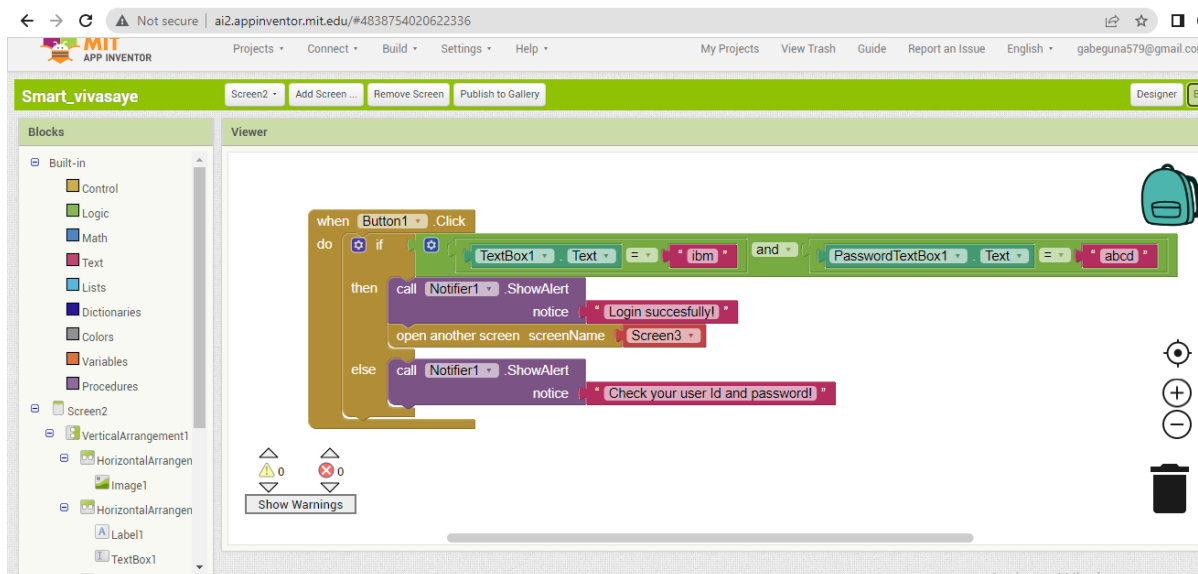 Not secure | ai2.appinventor.mit.edu/#4838754020622336
MIT
APP INVENTOR
Projects Connect Build Settings Help My Projects View Trash Guide Report an Issue English gabeguna579@gmail.co
Smart_vivasaye Screen2 Add Screen ... Remove Screen Publish to Gallery Designer
Blocks Viewer
Built-in
Control
Logic
Math
Text
Lists
Dictionaries
Colors
Variables
Procedures
Screen2
VerticalArrangement1
HorizontalArrangen
Image1
HorizontalArrangen
A Label1
TextBox1
when Button1 .Click
do if TextBox1 . Text = " ibm " and PasswordTextBox1 . Text = " abcd "
then call Notifier1 .ShowAlert
notice " Login succesfully! "
open another screen screenName Screen3
else call Notifier1 .ShowAlert
notice " Check your user Id and password! "
0 0
Show Warnings